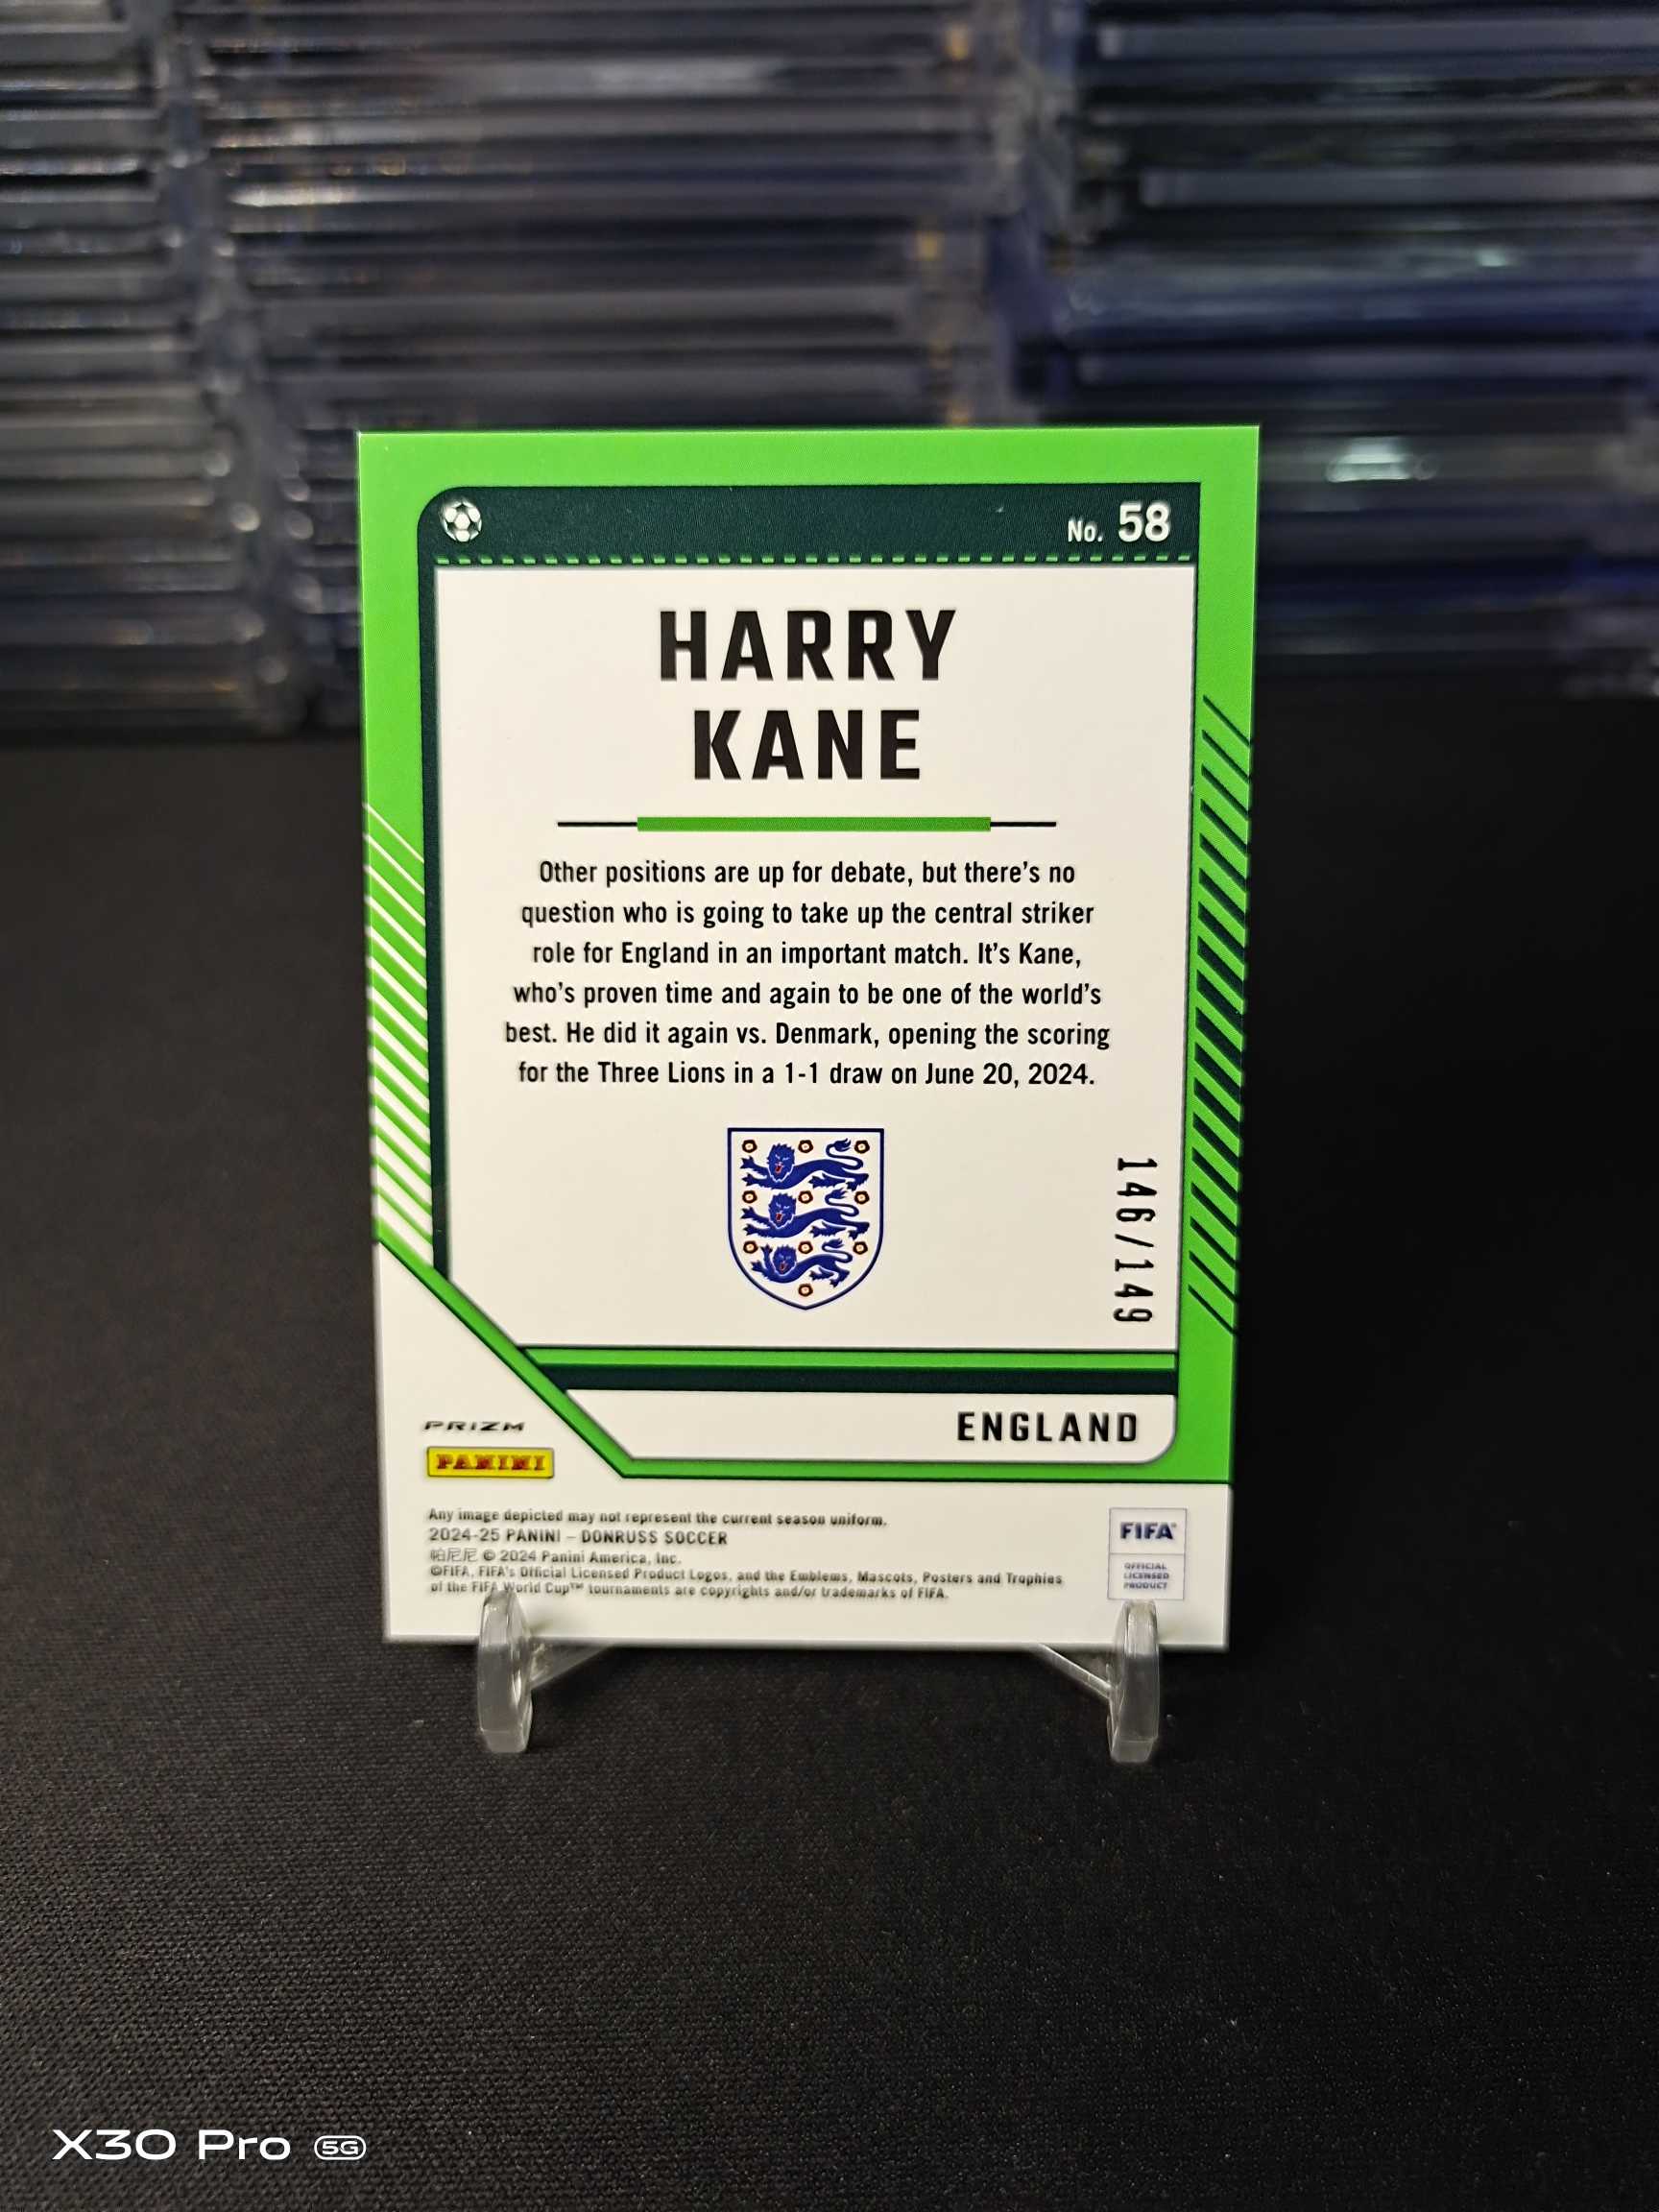 No. 58
HARRY
KANE
Other positions are up for debate, but there's no
question who is going to take up the central striker
role for England in an important match. It's Kane,
who's proven time and again to be one of the world's
best. He did it again vs. Denmark, opening the scoring
for the Three Lions in a 1-1 draw on June 20, 2024.
146/149
ENGLAND
PRIZM
PANINI
Any image depicted may not represent the current season uniform.
2024-25 PANINI – DONRUSS SOCCER
帕尼尼 © 2024 Panini America, Inc.
©FIFA, FIFA's Official Licensed Product Logos, and the Emblems, Mascots, Posters and Trophies
of the FIFA World Cup™ tournaments are copyrights and/or trademarks of FIFA.
FIFA
OFFICIAL
LICENSED
PRODUCT
X30 Pro 5G